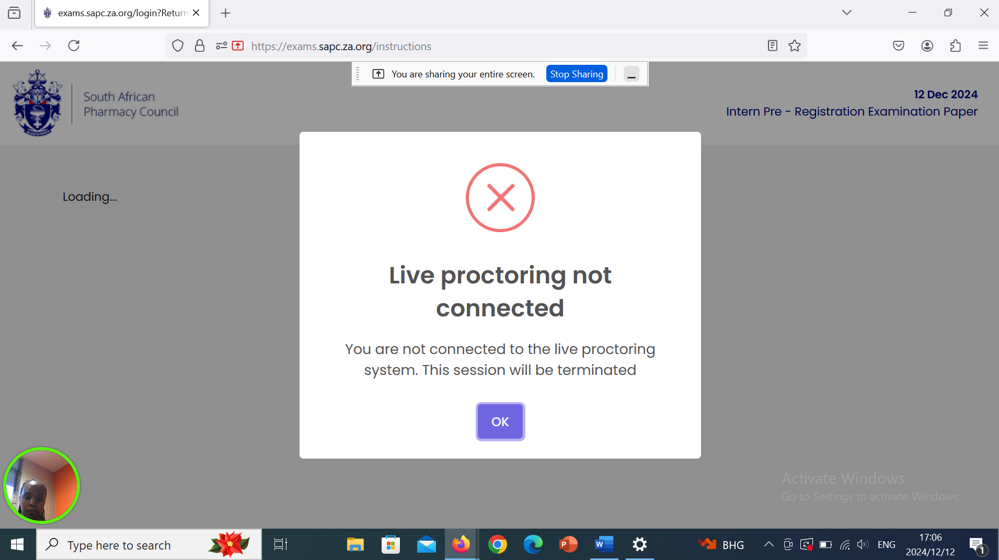 exams.sapc.za.org/login?Return
https://exams.sapc.za.org/instructions
You are sharing your entire screen.
Stop Sharing
South African
Pharmacy Council
12 Dec 2024
Intern Pre - Registration Examination Paper
Loading...
Live proctoring not
connected
You are not connected to the live proctoring
system. This session will be terminated
OK
Activate Windows
Go to Settings to activate Windows.
Type here to search
BHG
ENG
17:06
2024/12/12
1